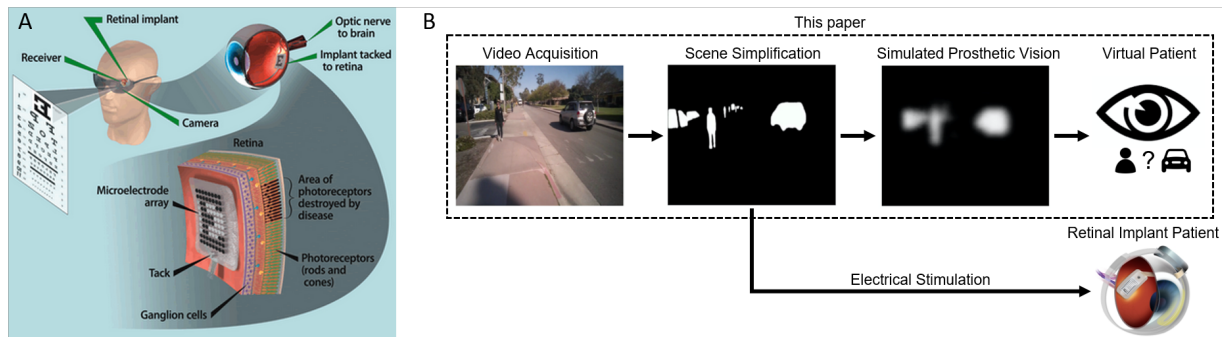 A
Retinal implant
Receiver
Camera
Optic nerve
to brain
Implant tacked
to retina
Retina
Microelectrode
array
Area of
photoreceptors
destroyed by
disease
Tack
Photoreceptors
(rods and
cones)
Ganglion cells
B
This paper
Video Acquisition
Scene Simplification
Simulated Prosthetic Vision
Virtual Patient
?
Retinal Implant Patient
Electrical Stimulation